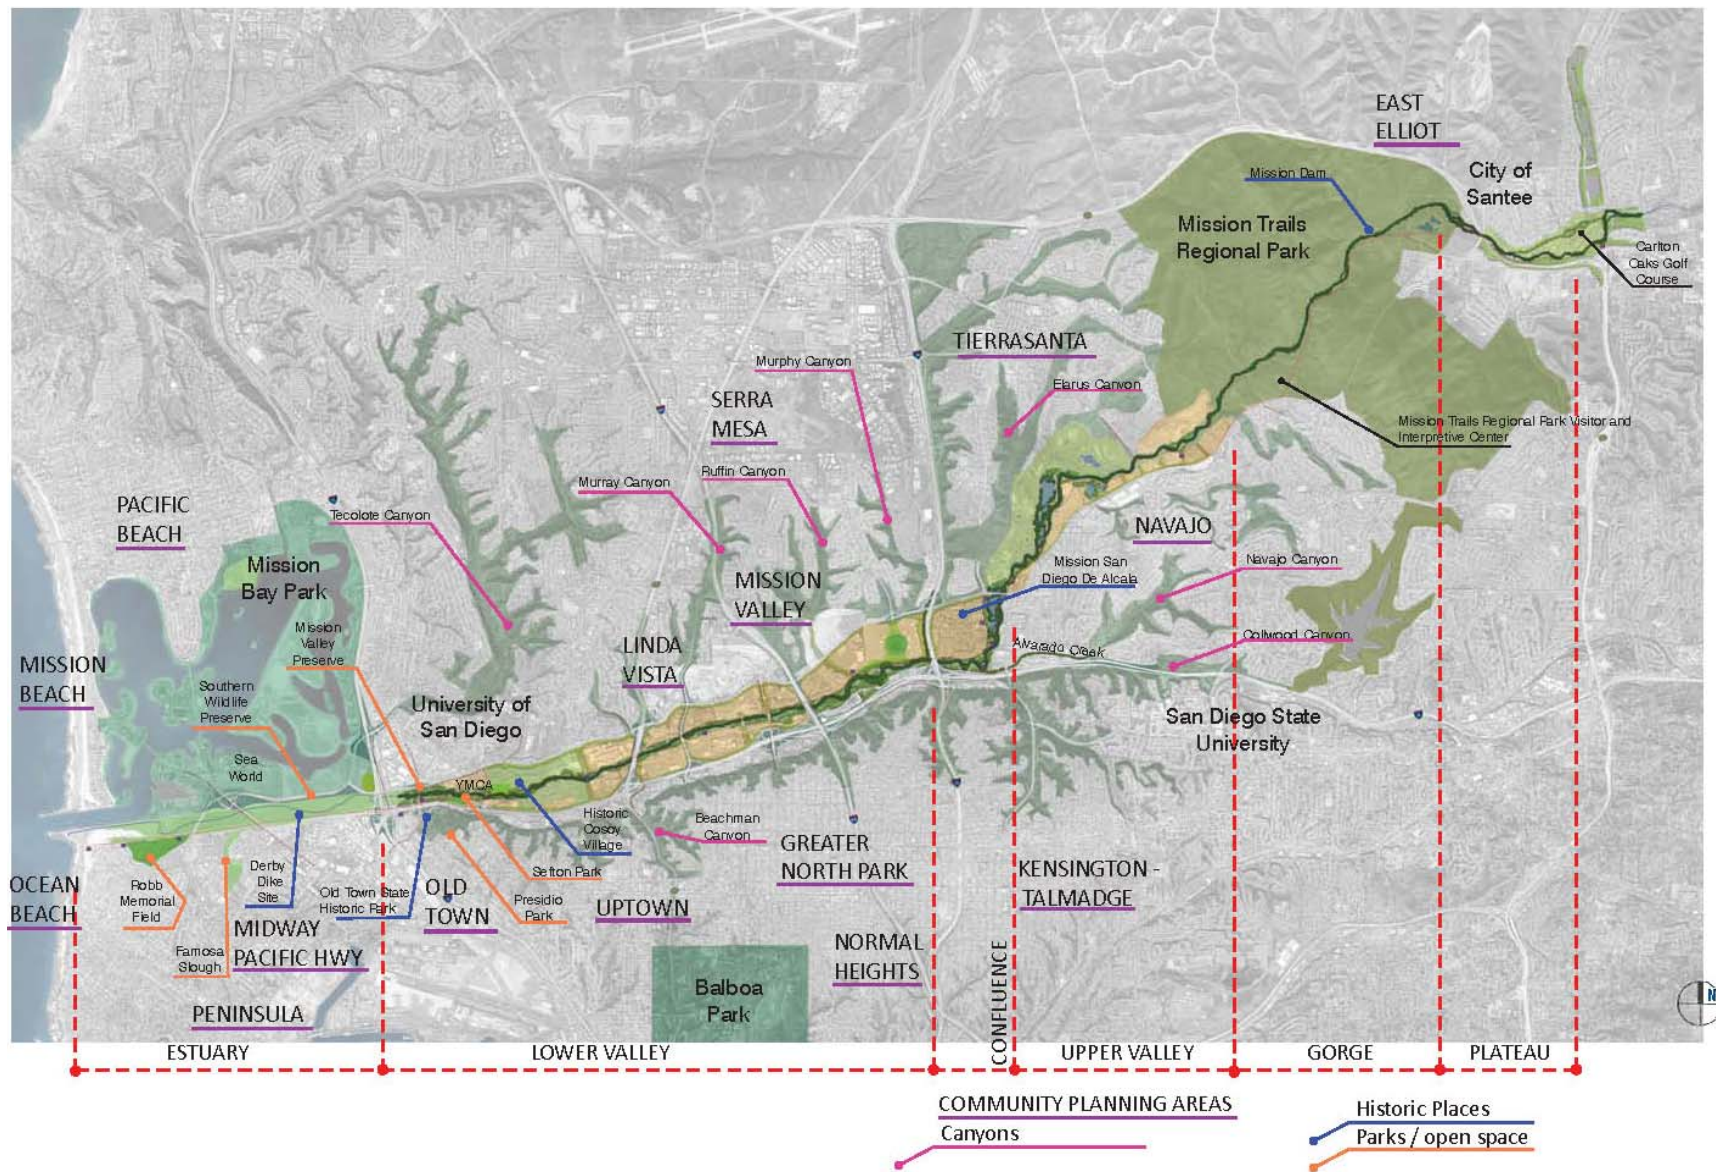 EAST
ELLIOT
City of
Santee
Mission Dam
Mission Trails
Regional Park
Carlton
Oaks Golf
Course
TIERRASANTA
Murphy Canyon
Elarus Canyon
SERRA
MESA
Mission Trails Regional Park Visitor and
Interpretive Center
Ruffin Canyon
Murray Canyon
PACIFIC
BEACH
Tecolote Canyon
NAVAJO
Mission
Bay Park
Mission San
Diego De Alcala
Navajo Canyon
MISSION
VALLEY
Mission
Valley
Preserve
Collwood Canyon
Alvarado Creek
LINDA
VISTA
MISSION
BEACH
Southern
Wildlife
Preserve
University of
San Diego
San Diego State
University
Sea
World
YMCA
Historic
Cosoy
Village
Beachman
Canyon
GREATER
NORTH PARK
KENSINGTON -
TALMADGE
OCEAN
BEACH
Robb
Memorial
Field
Derby
Dike
Site
Old Town State
Historic Park
OLD
TOWN
Sefton Park
Presidio
Park
UPTOWN
MIDWAY
PACIFIC HWY
Famosa
Slough
NORMAL
HEIGHTS
Balboa
Park
PENINSULA
N
ESTUARY
LOWER VALLEY
CONFLUENCE
UPPER VALLEY
GORGE
PLATEAU
COMMUNITY PLANNING AREAS
Canyons
Historic Places
Parks / open space